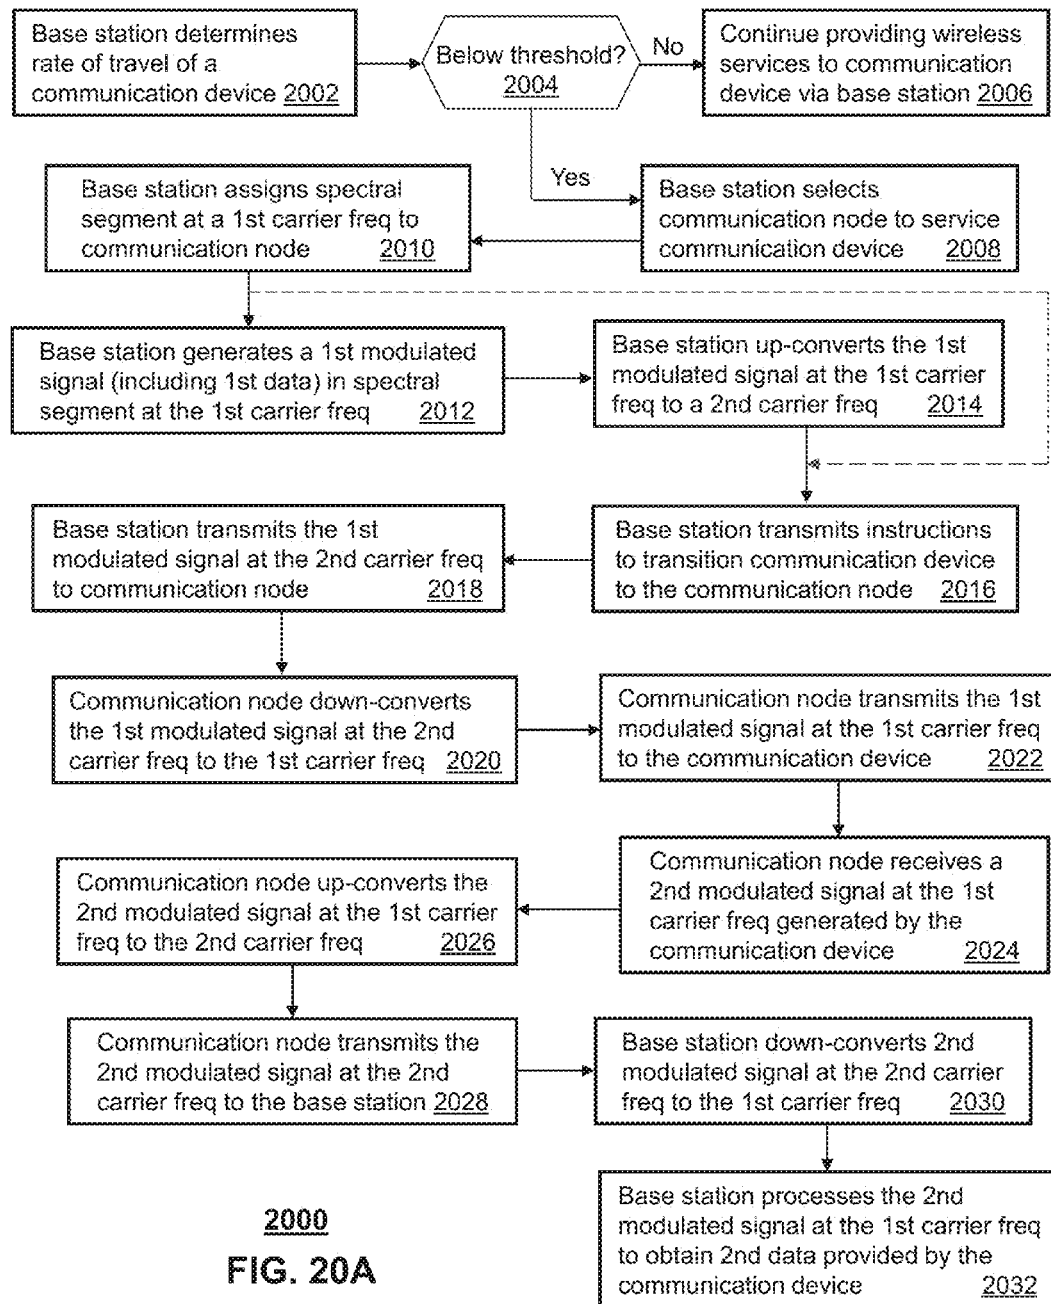 Base station determines
rate of travel of a
communication device 2002
Below threshold?
2004
No
Continue providing wireless
services to communication
device via base station 2006
Yes
Base station selects
communication node to service
communication device 2008
Base station assigns spectral
segment at a 1st carrier freq to
communication node 2010
Base station generates a 1st modulated
signal (including 1st data) in spectral
segment at the 1st carrier freq 2012
Base station up-converts the 1st
modulated signal at the 1st carrier
freq to a 2nd carrier freq 2014
Base station transmits instructions
to transition communication device
to the communication node 2016
Base station transmits the 1st
modulated signal at the 2nd carrier freq
to communication node 2018
Communication node down-converts
the 1st modulated signal at the 2nd
carrier freq to the 1st carrier freq 2020
Communication node transmits the 1st
modulated signal at the 1st carrier freq
to the communication device 2022
Communication node receives a
2nd modulated signal at the 1st
carrier freq generated by the
communication device 2024
Communication node up-converts the
2nd modulated signal at the 1st carrier
freq to the 2nd carrier freq 2026
Communication node transmits the
2nd modulated signal at the 2nd
carrier freq to the base station 2028
Base station down-converts 2nd
modulated signal at the 2nd carrier
freq to the 1st carrier freq 2030
Base station processes the 2nd
modulated signal at the 1st carrier freq
to obtain 2nd data provided by the
communication device 2032
2000
FIG. 20A